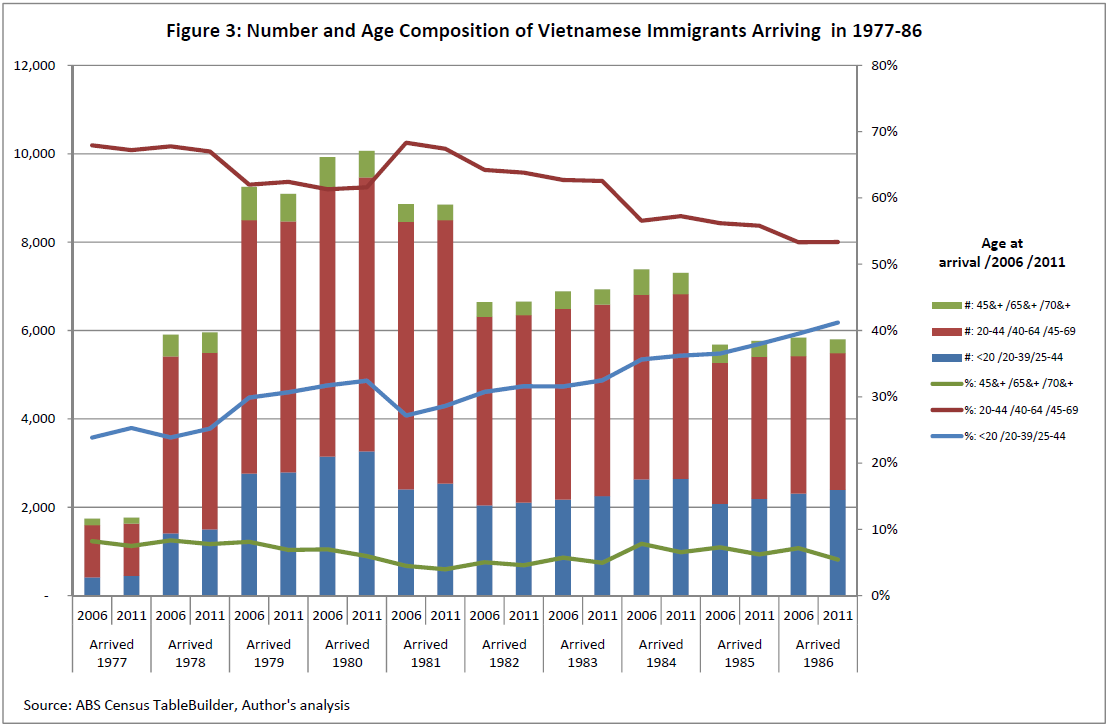 Figure 3: Number and Age Composition of Vietnamese Immigrants Arriving in 1977-86
12,000
10,000
8,000
6,000
4,000
2,000
-
80%
70%
60%
50%
40%
30%
20%
10%
0%
Age at
arrival /2006 /2011
#: 45&+ /65&+ /70&+
#: 20-44 /40-64 /45-69
#: <20 /20-39/25-44
%: 45&+ /65&+ /70&+
%: 20-44 /40-64 /45-69
%: <20 /20-39/25-44
2006 2011 2006 2011 2006 2011 2006 2011 2006 2011 2006 2011 2006 2011 2006 2011 2006 2011 2006 2011
Arrived Arrived Arrived Arrived Arrived Arrived Arrived Arrived Arrived Arrived
1977 1978 1979 1980 1981 1982 1983 1984 1985 1986
Source: ABS Census TableBuilder, Author's analysis